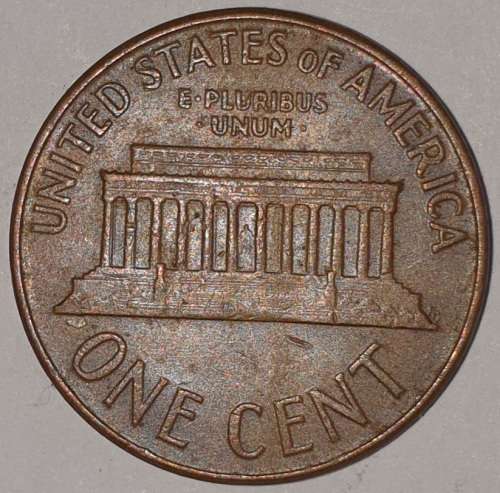 UNITED STATES OF AMERICA
E·PLURIBUS
·UNUM·
ONE CENT